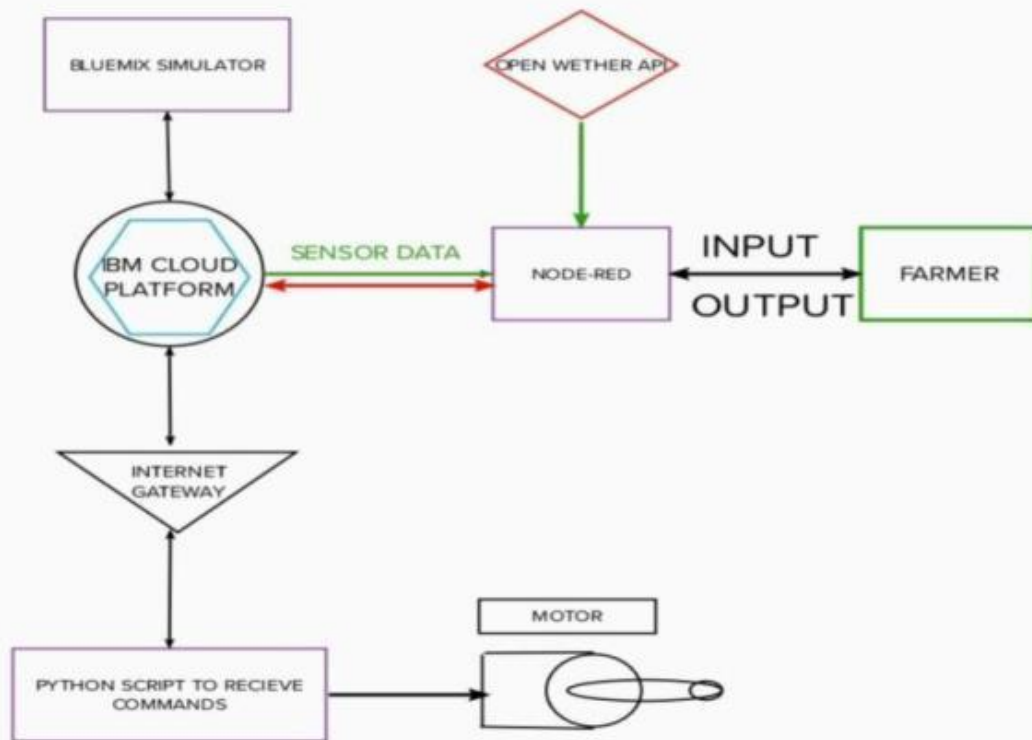 BLUEMIX SIMULATOR
OPEN WETHER API
IBM CLOUD
PLATFORM
SENSOR DATA
NODE-RED
INPUT
OUTPUT
FARMER
INTERNET
GATEWAY
MOTOR
PYTHON SCRIPT TO RECIEVE
COMMANDS